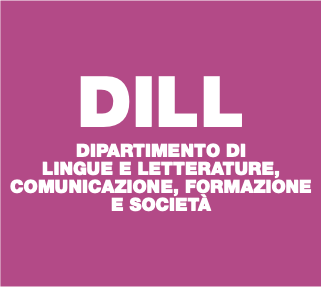 DILL
DIPARTIMENTO DI
LINGUE E LETTERATURE,
COMUNICAZIONE, FORMAZIONE
E SOCIETÀ